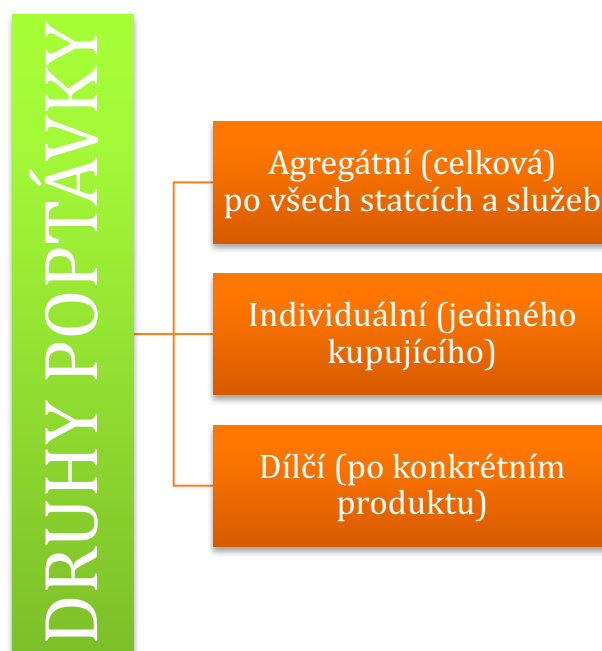 DRUHY POPTÁVKY
Agregátní (celková)
po všech statcích a služeb
Individuální (jediného
kupujícího)
Dílčí (po konkrétním
produktu)